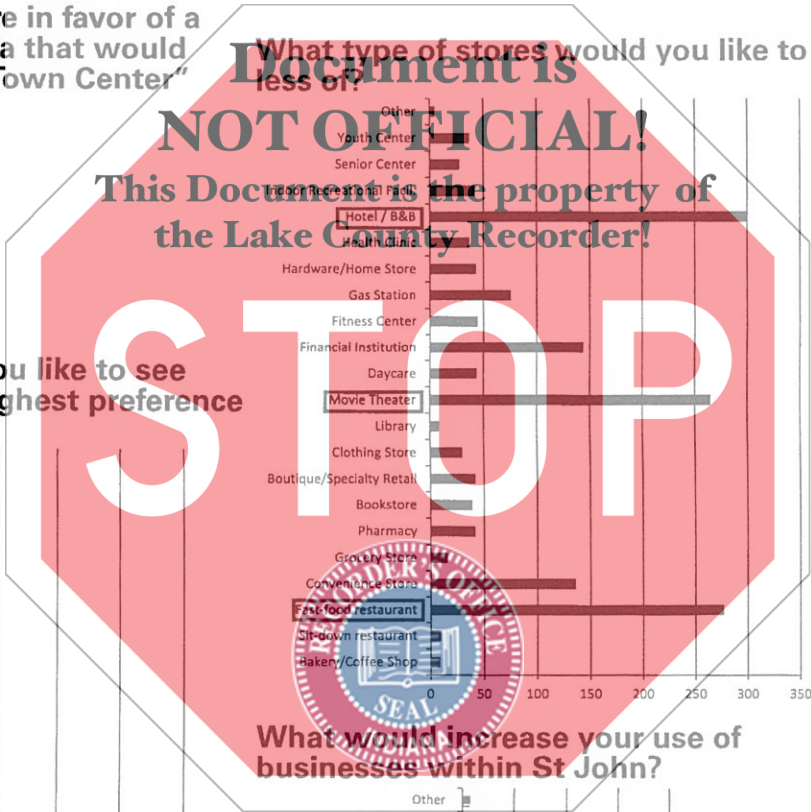 e in favor of a
a that would
own Center”
What type of stores would you like to
less of?
Document is
NOT OFFICIAL!
This Document is the property of
the Lake County Recorder!
STOP
Other
Youth Center
Senior Center
Indoor Recreational Facil.
Hotel / B&B
Health Clinic
Hardware/Home Store
Gas Station
Fitness Center
Financial Institution
Daycare
Movie Theater
Library
Clothing Store
Boutique/Specialty Retail
Bookstore
Pharmacy
Grocery Store
Convenience Store
Fast-food restaurant
Sit-down restaurant
Bakery/Coffee Shop
0 50 100 150 200 250 300 350
ou like to see
ghest preference
RECORDER'S OFFICE
SEAL
INDIANA
What would increase your use of
businesses within St John?
Other